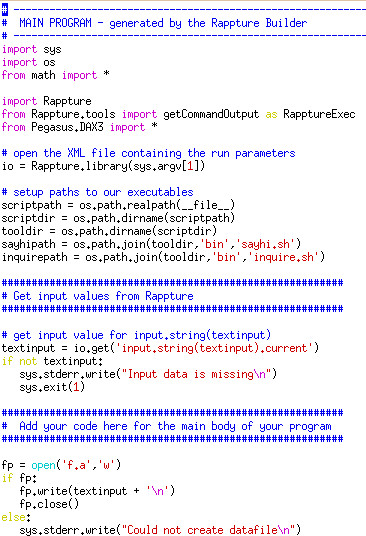 # ----------------------------------------------------------
#  MAIN PROGRAM - generated by the Rappture Builder
# ----------------------------------------------------------
import sys
import os
from math import *

import Rappture
from Rappture.tools import getCommandOutput as RapptureExec
from Pegasus.DAX3 import *

# open the XML file containing the run parameters
io = Rappture.library(sys.argv[1])

# setup paths to our executables
scriptpath = os.path.realpath(__file__)
scriptdir = os.path.dirname(scriptpath)
tooldir = os.path.dirname(scriptdir)
sayhipath = os.path.join(tooldir,'bin','sayhi.sh')
inquirepath = os.path.join(tooldir,'bin','inquire.sh')

#########################################################
# Get input values from Rappture
#########################################################

# get input value for input.string(textinput)
textinput = io.get('input.string(textinput).current')
if not textinput:
   sys.stderr.write("Input data is missing\n")
   sys.exit(1)

#########################################################
#  Add your code here for the main body of your program
#########################################################

fp = open('f.a','w')
if fp:
   fp.write(textinput + '\n')
   fp.close()
else:
   sys.stderr.write("Could not create datafile\n")